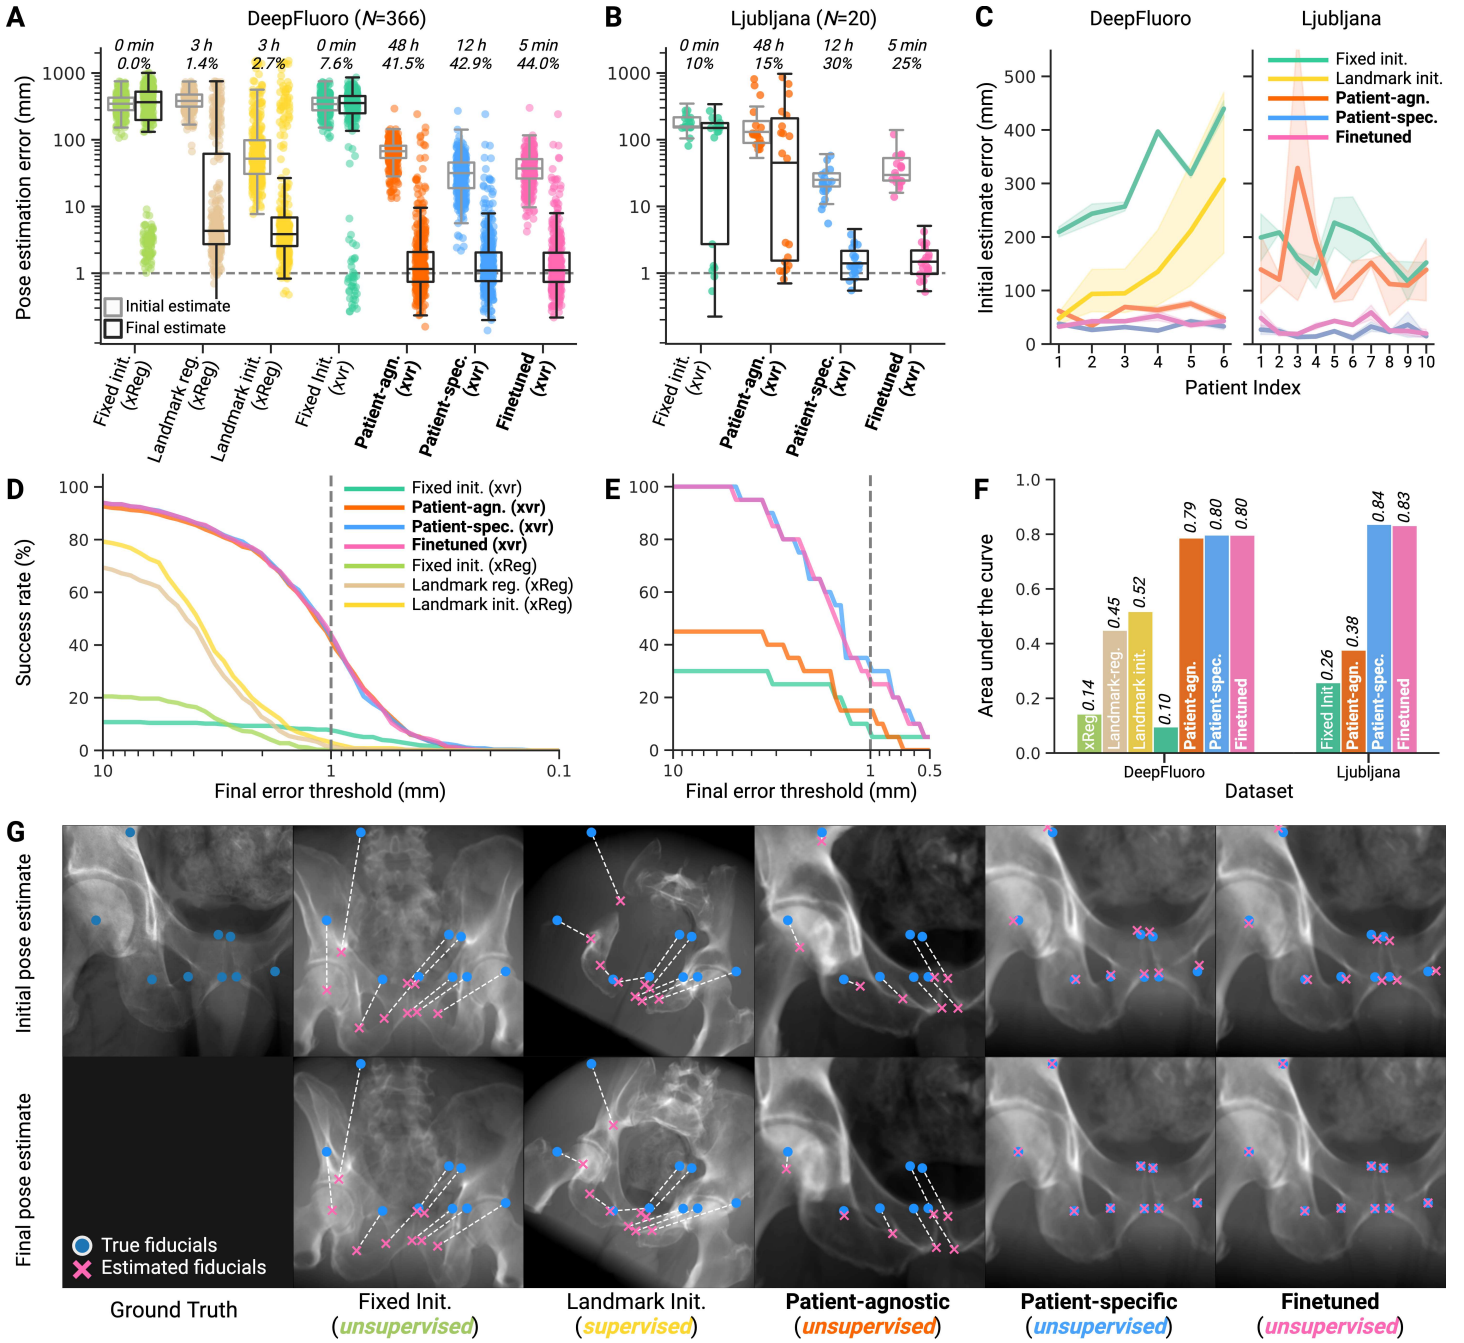 A
DeepFluoro (N=366)
0 min 3 h 3 h 0 min 48 h 12 h 5 min
0.0% 1.4% 2.7% 7.6% 41.5% 42.9% 44.0%
Pose estimation error (mm)
1000
100
10
1
Initial estimate
Final estimate
Fixed init. (xReg)
Landmark reg. (xReg)
Landmark init. (xReg)
Fixed Init. (xvr)
Patient-agn. (xvr)
Patient-spec. (xvr)
Finetuned (xvr)
B
Ljubljana (N=20)
0 min 48 h 12 h 5 min
10% 15% 30% 25%
1000
100
10
1
Fixed init. (xvr)
Patient-agn. (xvr)
Patient-spec. (xvr)
Finetuned (xvr)
C
DeepFluoro Ljubljana
Initial estimate error (mm)
500
400
300
200
100
0
Fixed init.
Landmark init.
Patient-agn.
Patient-spec.
Finetuned
1 2 3 4 5 6 1 2 3 4 5 6 7 8 9 10
Patient Index
D
Success rate (%)
100
80
60
40
20
0
Fixed init. (xvr)
Patient-agn. (xvr)
Patient-spec. (xvr)
Finetuned (xvr)
Fixed init. (xReg)
Landmark reg. (xReg)
Landmark init. (xReg)
10 1 0.1
Final error threshold (mm)
E
100
80
60
40
20
0
10 1 0.5
Final error threshold (mm)
F
Area under the curve
1.0
0.8
0.6
0.4
0.2
0.0
xReg 0.14
Landmark-reg. 0.45
Landmark init. 0.52
0.10
Patient-agn. 0.79
Patient-spec. 0.80
Finetuned 0.80
Fixed Init 0.26
Patient-agn. 0.38
Patient-spec. 0.84
Finetuned 0.83
DeepFluoro Ljubljana
Dataset
G
Initial pose estimate
Final pose estimate
True fiducials
Estimated fiducials
Ground Truth
Fixed Init.
(unsupervised)
Landmark Init.
(supervised)
Patient-agnostic
(unsupervised)
Patient-specific
(unsupervised)
Finetuned
(unsupervised)